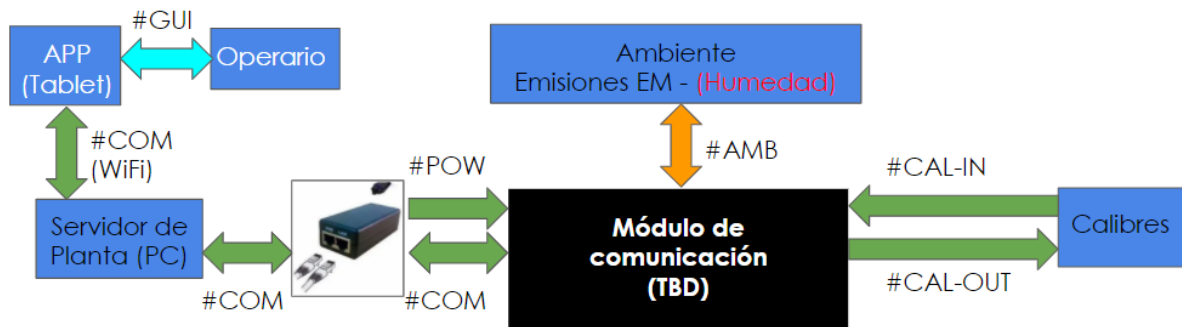 #GUI
APP
(Tablet)
Operario
Ambiente
Emisiones EM - (Humedad)
#COM
(WiFi)
#POW
#AMB
#CAL-IN
Servidor de
Planta (PC)
Módulo de
comunicación
(TBD)
Calibres
#COM
#COM
#CAL-OUT